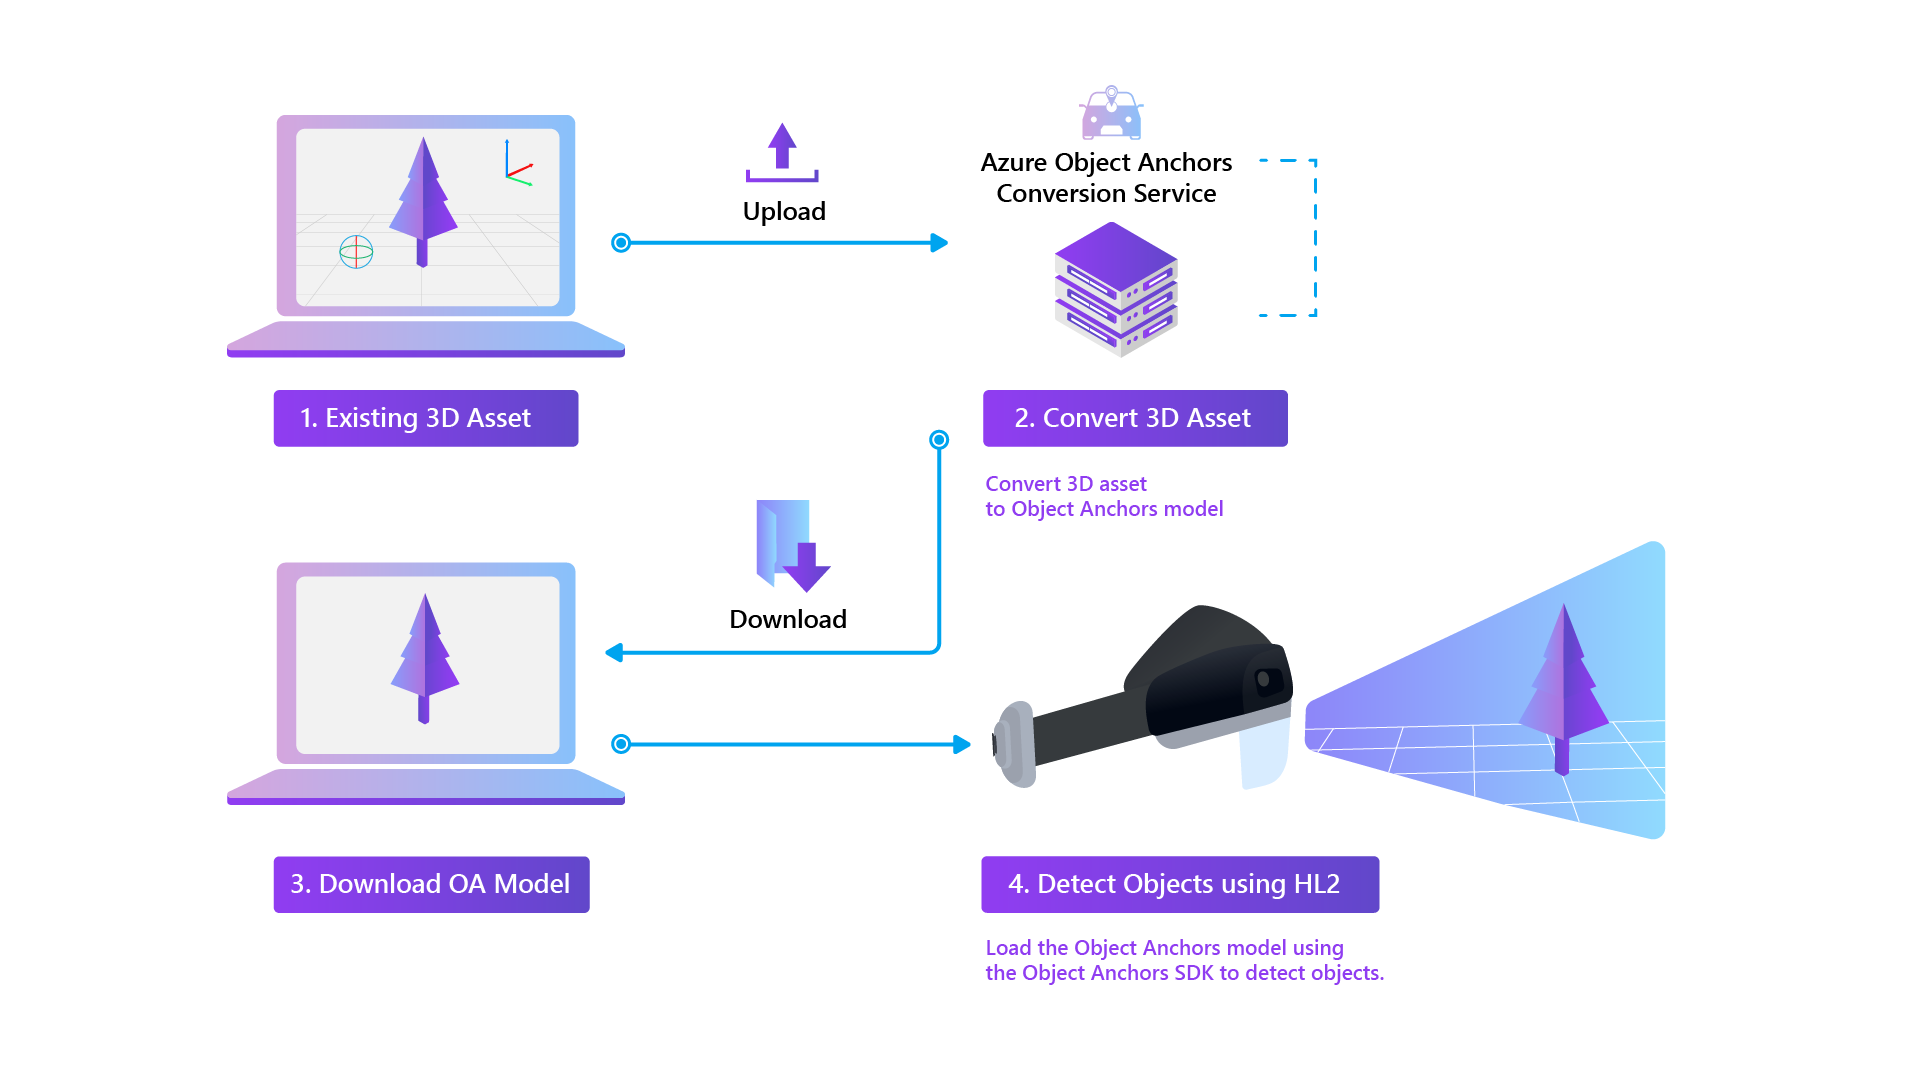 Upload
Azure Object Anchors
Conversion Service
1. Existing 3D Asset
2. Convert 3D Asset
Convert 3D asset
to Object Anchors model
Download
3. Download OA Model
4. Detect Objects using HL2
Load the Object Anchors model using
the Object Anchors SDK to detect objects.